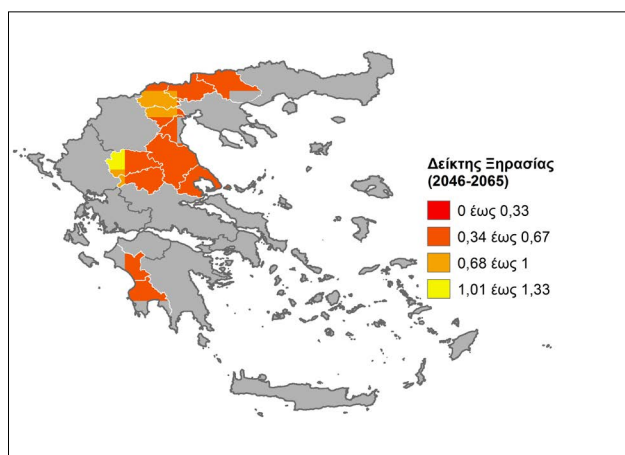 Δείκτης Ξηρασίας
(2046-2065)
0 έως 0,33
0,34 έως 0,67
0,68 έως 1
1,01 έως 1,33